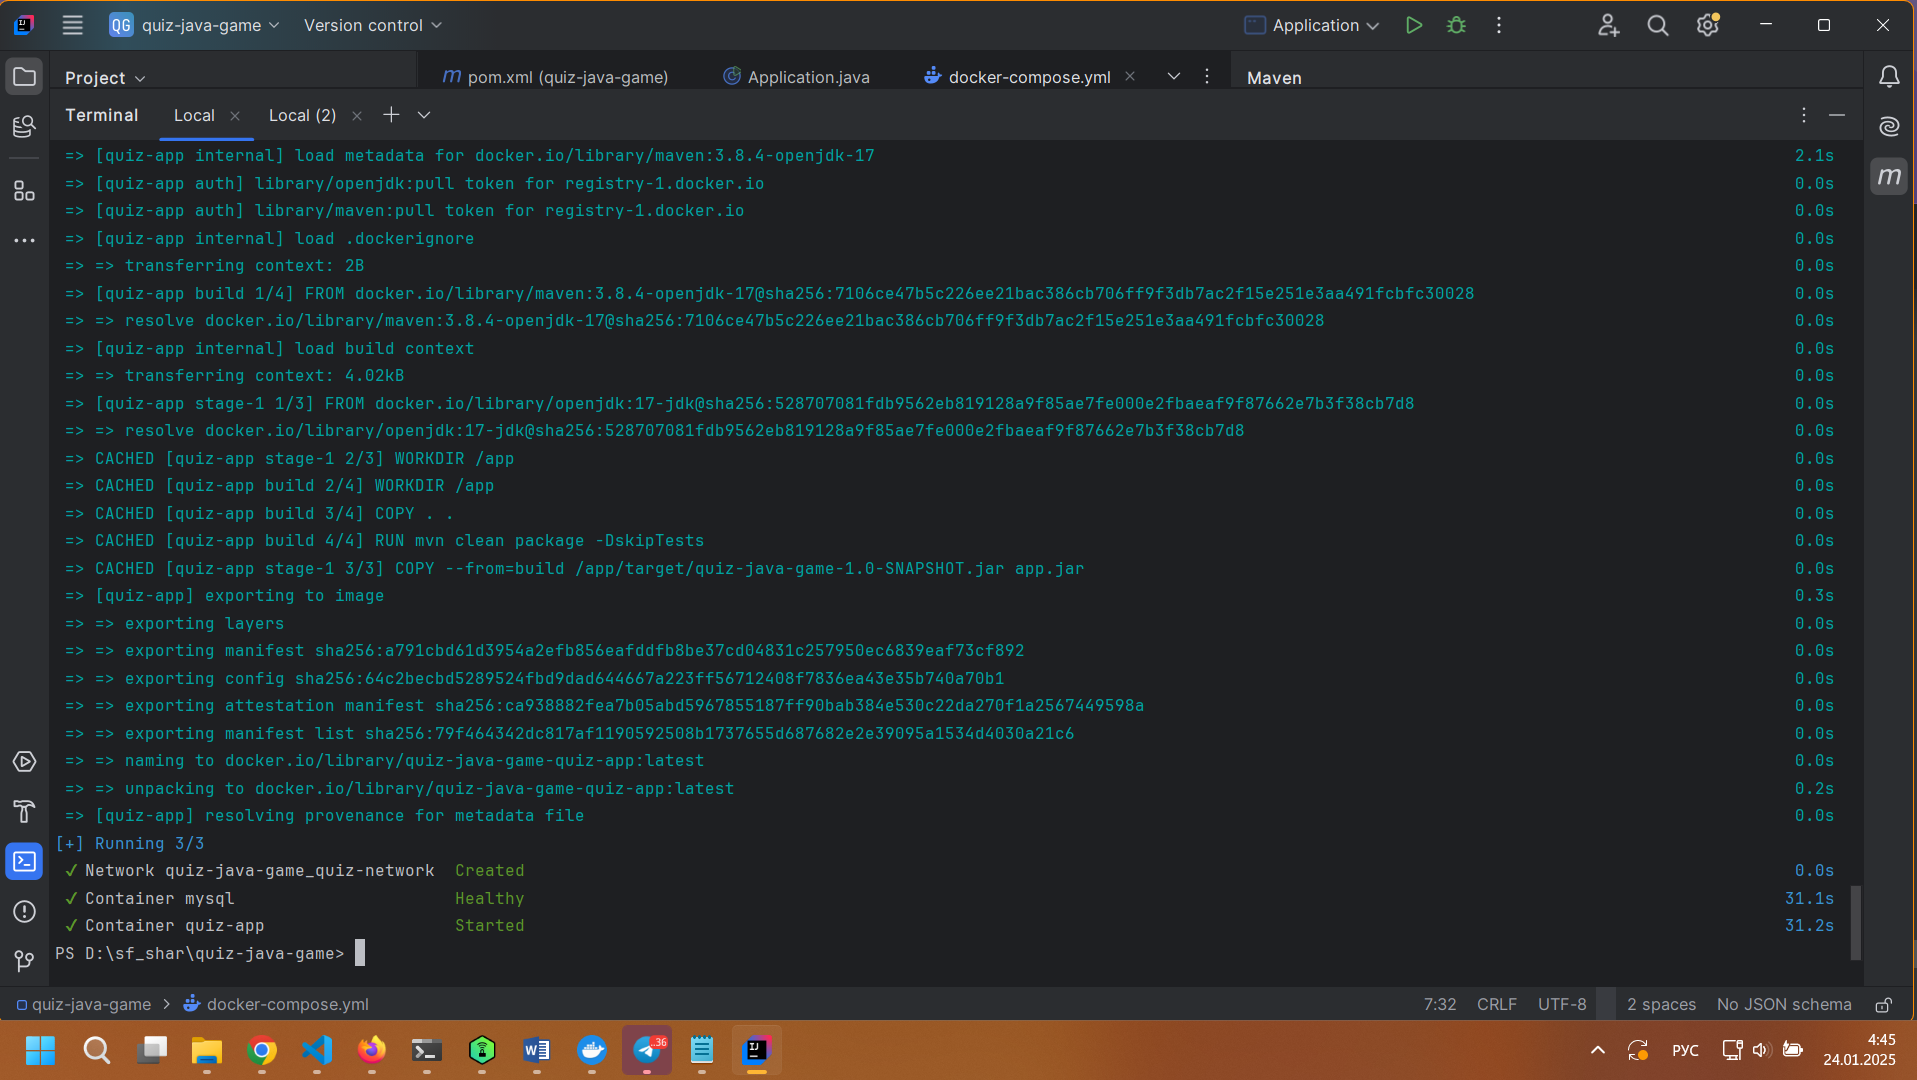 QG quiz-java-game Version control Application
Project pom.xml (quiz-java-game) Application.java docker-compose.yml Maven
Terminal Local Local (2)
=> [quiz-app internal] load metadata for docker.io/library/maven:3.8.4-openjdk-17 2.1s
=> [quiz-app auth] library/openjdk:pull token for registry-1.docker.io 0.0s
=> [quiz-app auth] library/maven:pull token for registry-1.docker.io 0.0s
=> [quiz-app internal] load .dockerignore 0.0s
=> => transferring context: 2B 0.0s
=> [quiz-app build 1/4] FROM docker.io/library/maven:3.8.4-openjdk-17@sha256:7106ce47b5c226ee21bac386cb706ff9f3db7ac2f15e251e3aa491fcbfc30028 0.0s
=> => resolve docker.io/library/maven:3.8.4-openjdk-17@sha256:7106ce47b5c226ee21bac386cb706ff9f3db7ac2f15e251e3aa491fcbfc30028 0.0s
=> [quiz-app internal] load build context 0.0s
=> => transferring context: 4.02kB 0.0s
=> [quiz-app stage-1 1/3] FROM docker.io/library/openjdk:17-jdk@sha256:528707081fdb9562eb819128a9f85ae7fe000e2fbaeaf9f87662e7b3f38cb7d8 0.0s
=> => resolve docker.io/library/openjdk:17-jdk@sha256:528707081fdb9562eb819128a9f85ae7fe000e2fbaeaf9f87662e7b3f38cb7d8 0.0s
=> CACHED [quiz-app stage-1 2/3] WORKDIR /app 0.0s
=> CACHED [quiz-app build 2/4] WORKDIR /app 0.0s
=> CACHED [quiz-app build 3/4] COPY . . 0.0s
=> CACHED [quiz-app build 4/4] RUN mvn clean package -DskipTests 0.0s
=> CACHED [quiz-app stage-1 3/3] COPY --from=build /app/target/quiz-java-game-1.0-SNAPSHOT.jar app.jar 0.0s
=> [quiz-app] exporting to image 0.3s
=> => exporting layers 0.0s
=> => exporting manifest sha256:a791cbd61d3954a2efb856eafddfb8be37cd04831c257950ec6839eaf73cf892 0.0s
=> => exporting config sha256:64c2becbd5289524fbd9dad644667a223ff56712408f7836ea43e35b740a70b1 0.0s
=> => exporting attestation manifest sha256:ca938882fea7b05abd5967855187ff90bab384e530c22da270f1a2567449598a 0.0s
=> => exporting manifest list sha256:79f464342dc817af1190592508b1737655d687682e2e39095a1534d4030a21c6 0.0s
=> => naming to docker.io/library/quiz-java-game-quiz-app:latest 0.0s
=> => unpacking to docker.io/library/quiz-java-game-quiz-app:latest 0.2s
=> [quiz-app] resolving provenance for metadata file 0.0s
[+] Running 3/3
✓ Network quiz-java-game_quiz-network Created 0.0s
✓ Container mysql Healthy 31.1s
✓ Container quiz-app Started 31.2s
PS D:\sf_shar\quiz-java-game>
quiz-java-game > docker-compose.yml 7:32 CRLF UTF-8 2 spaces No JSON schema
..36 РУС 4:45
24.01.2025